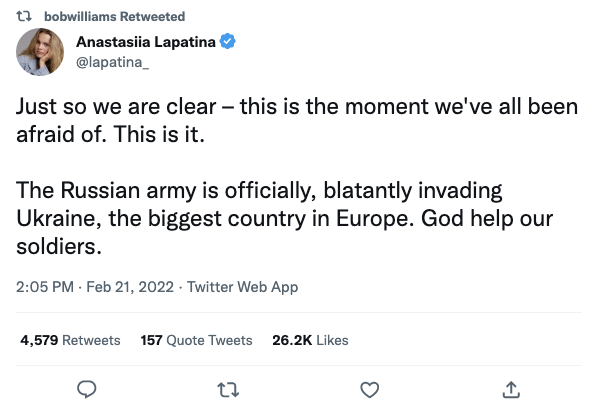 bobwilliams Retweeted
Anastasiia Lapatina
@lapatina_
Just so we are clear – this is the moment we've all been
afraid of. This is it.
The Russian army is officially, blatantly invading
Ukraine, the biggest country in Europe. God help our
soldiers.
2:05 PM · Feb 21, 2022 · Twitter Web App
4,579 Retweets 157 Quote Tweets 26.2K Likes